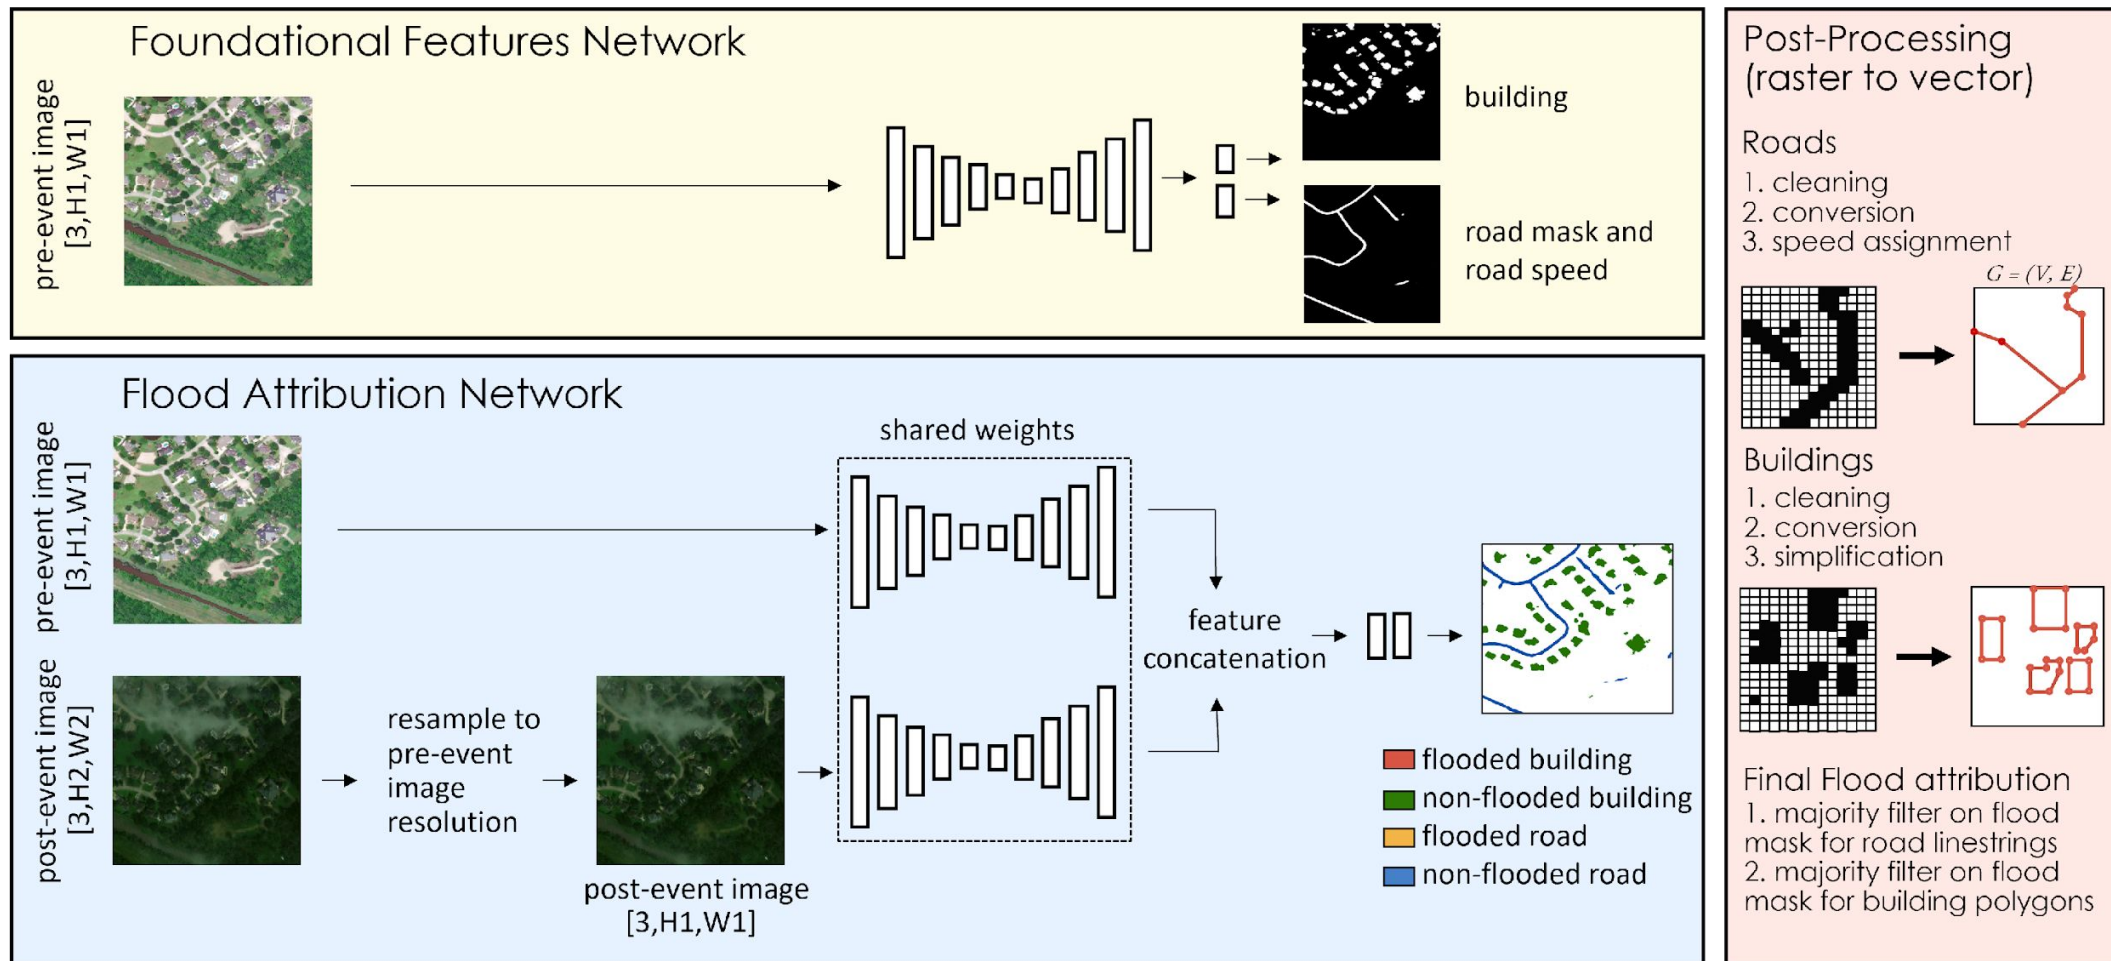 Foundational Features Network
pre-event image
[3,H1,W1]
building
road mask and
road speed
Flood Attribution Network
pre-event image
[3,H1,W1]
post-event image
[3,H2,W2]
resample to
pre-event
image
resolution
post-event image
[3,H1,W1]
shared weights
feature
concatenation
flooded building
non-flooded building
flooded road
non-flooded road
Post-Processing
(raster to vector)
Roads
1. cleaning
2. conversion
3. speed assignment
G = (V, E)
Buildings
1. cleaning
2. conversion
3. simplification
Final Flood attribution
1. majority filter on flood
mask for road linestrings
2. majority filter on flood
mask for building polygons